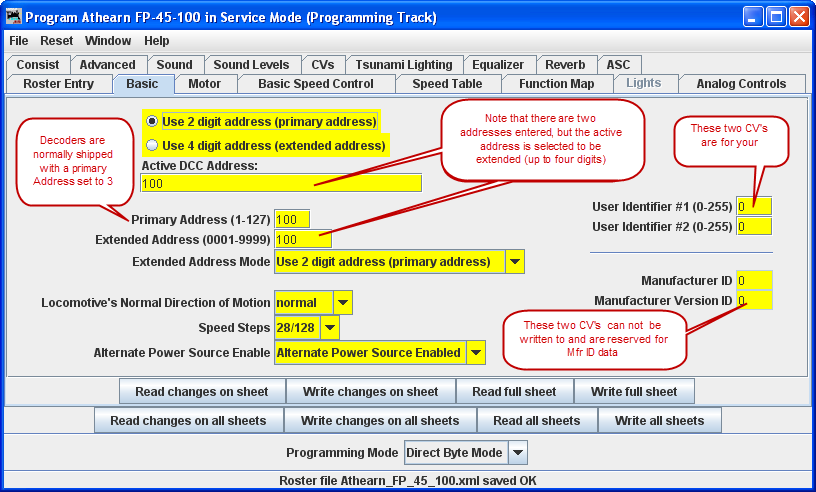 Program Athearn FP-45-100 in Service Mode (Programming Track)
File Reset Window Help
Consist Advanced Sound Sound Levels CVs Tsunami Lighting Equalizer Reverb ASC
Roster Entry Basic Motor Basic Speed Control Speed Table Function Map Lights Analog Controls
Use 2 digit address (primary address)
Use 4 digit address (extended address)
Active DCC Address:
100
Decoders are
normally shipped
with a primary
Address set to 3
Note that there are two
addresses entered, but the active
address is selected to be
extended (up to four digits)
These two CV's
are for your
Primary Address (1-127) 100
Extended Address (0001-9999) 100
Extended Address Mode Use 2 digit address (primary address)
User Identifier #1 (0-255) 0
User Identifier #2 (0-255) 0
Manufacturer ID 0
Manufacturer Version ID 0
Locomotive's Normal Direction of Motion normal
Speed Steps 28/128
Alternate Power Source Enable Alternate Power Source Enabled
These two CV's can not be
written to and are reserved for
Mfr ID data
Read changes on sheet Write changes on sheet Read full sheet Write full sheet
Read changes on all sheets Write changes on all sheets Read all sheets Write all sheets
Programming Mode Direct Byte Mode
Roster file Athearn_FP_45_100.xml saved OK